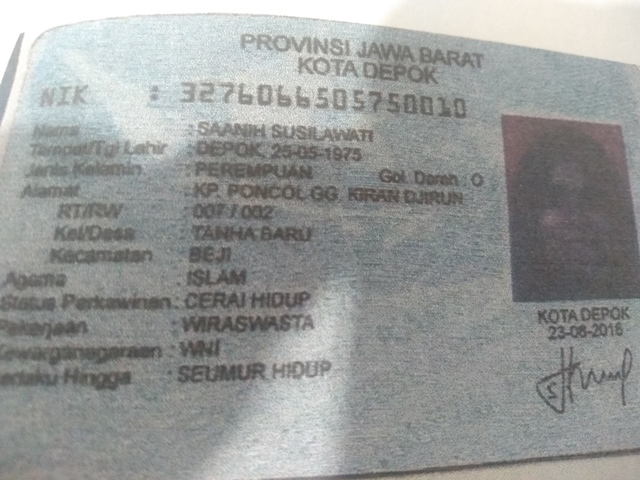 PROVINSI JAWA BARAT
KOTA DEPOK
NIK : 3276066505750010
Nama : SAANIH SUSILAWATI
Tempat/Tgl Lahir : DEPOK, 25-05-1975
Jenis Kelamin : PEREMPUAN Gol. Darah : O
Alamat : KP. PONCOL GG. KIRAN DJIRUN
RT/RW : 007 / 002
Kel/Desa : TANHA BARU
Kecamatan : BEJI
Agama : ISLAM
Status Perkawinan : CERAI HIDUP
Pekerjaan : WIRASWASTA
Kewarganegaraan : WNI
Berlaku Hingga : SEUMUR HIDUP
KOTA DEPOK
23-08-2016